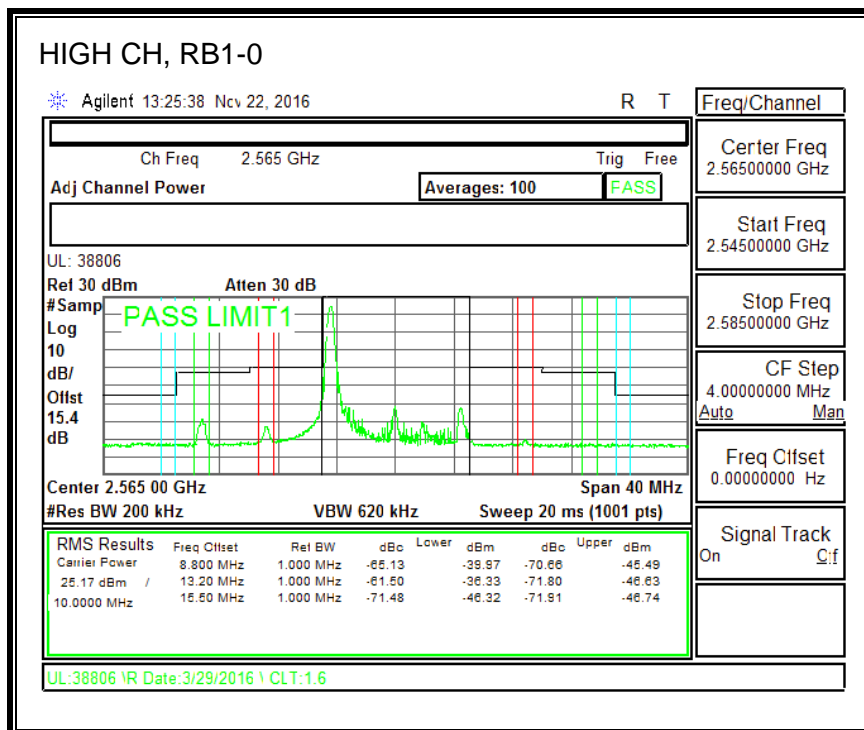 HIGH CH, RB1-0
Agilent 13:25:38 Nov 22, 2016 R T
Freq/Channel
Ch Freq 2.565 GHz Trig Free
Adj Channel Power Averages: 100 PASS
Center Freq
2.56500000 GHz
Start Freq
2.54500000 GHz
Stop Freq
2.58500000 GHz
CF Step
4.00000000 MHz
Auto Man
Freq Offset
0.00000000 Hz
Signal Track
On Off
UL: 38806
Ref 30 dBm Atten 30 dB
#Samp
Log
10
dB/
Offst
15.4
dB
PASS LIMIT1
Center 2.565 00 GHz Span 40 MHz
#Res BW 200 kHz VBW 620 kHz Sweep 20 ms (1001 pts)
RMS Results Freq Offset Ref BW dBc Lower dBm dBc Upper dBm
Carrier Power 8.800 MHz 1.000 MHz -65.13 -39.97 -70.66 -45.49
25.17 dBm / 13.20 MHz 1.000 MHz -61.50 -36.33 -71.80 -46.63
10.0000 MHz 15.50 MHz 1.000 MHz -71.48 -46.32 -71.91 -46.74
UL:38806 \R Date:3/29/2016 \ CLT:1.6